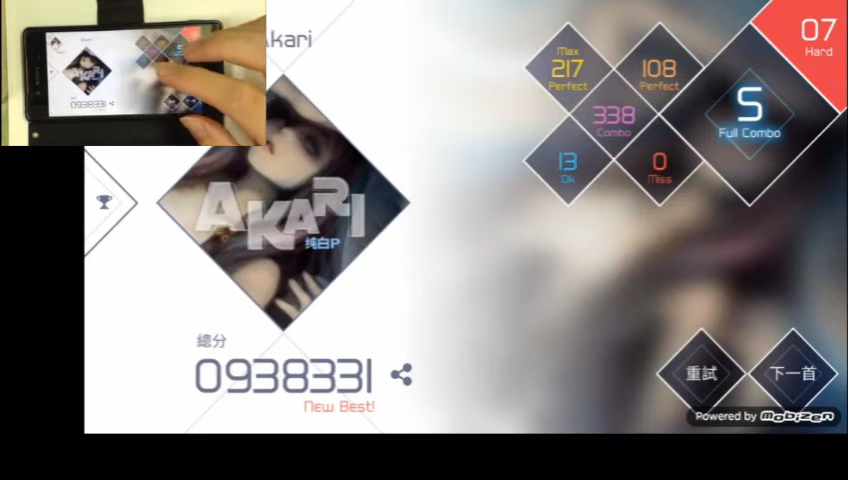 Akari
AKARI
纯白P
總分
0938331
New Best!
Max
217
Perfect
108
Perfect
338
Combo
13
Ok
0
Miss
S
Full Combo
07
Hard
重試
下一首
Powered by mobizen